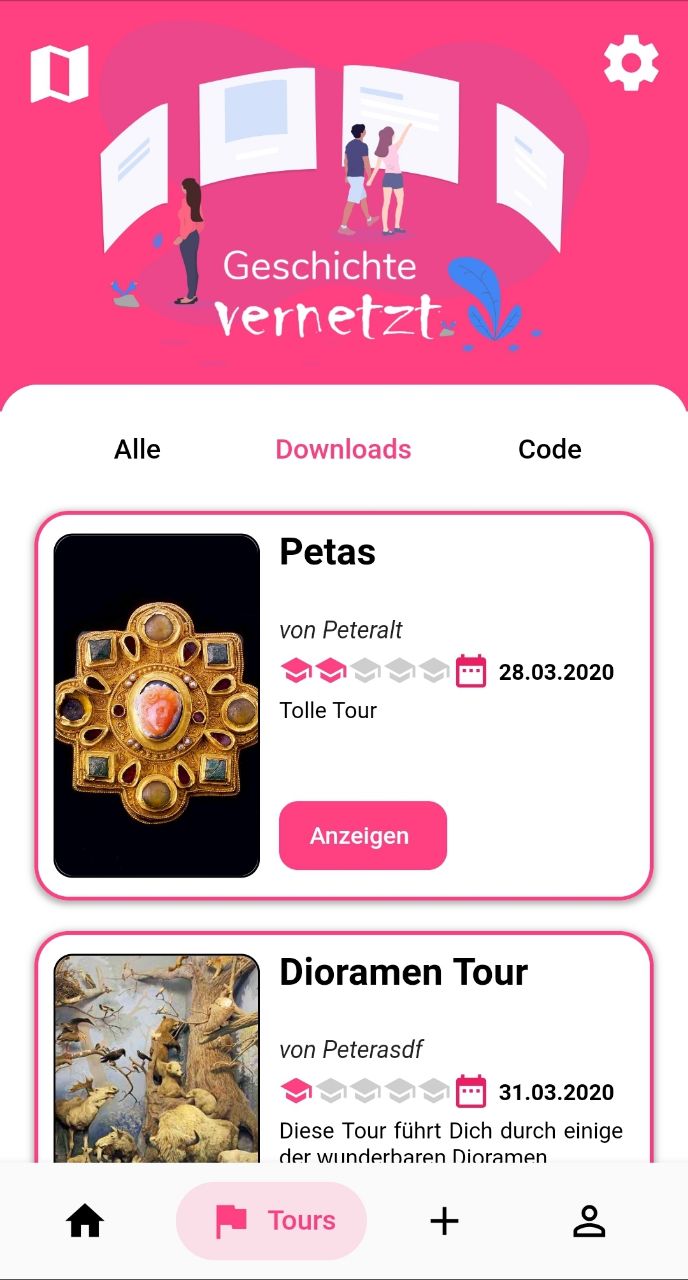 Geschichte
vernetzt
Alle Downloads Code
Petas
von Peteralt
28.03.2020
Tolle Tour
Anzeigen
Dioramen Tour
von Peterasdf
31.03.2020
Diese Tour führt Dich durch einige
der wunderbaren Dioramen
Tours